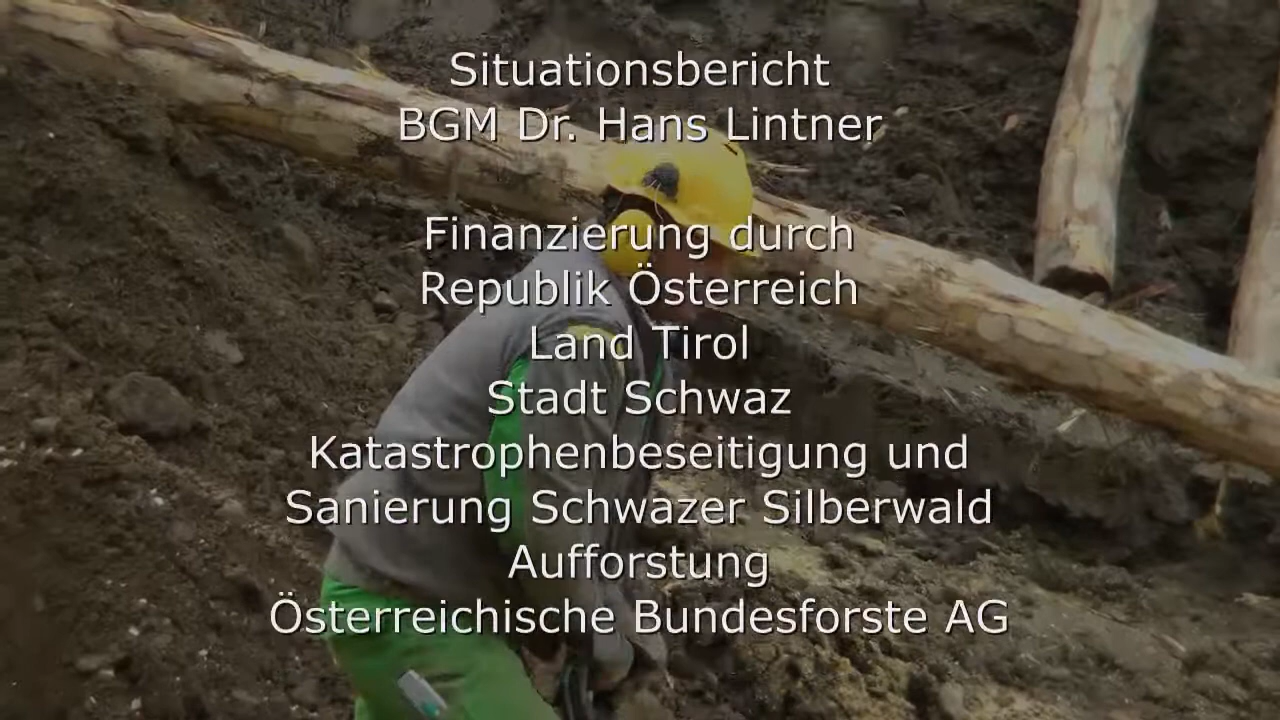 Situationsbericht
BGM Dr. Hans Lintner
Finanzierung durch
Republik Österreich
Land Tirol
Stadt Schwaz
Katastrophenbeseitigung und
Sanierung Schwazer Silberwald
Aufforstung
Österreichische Bundesforste AG